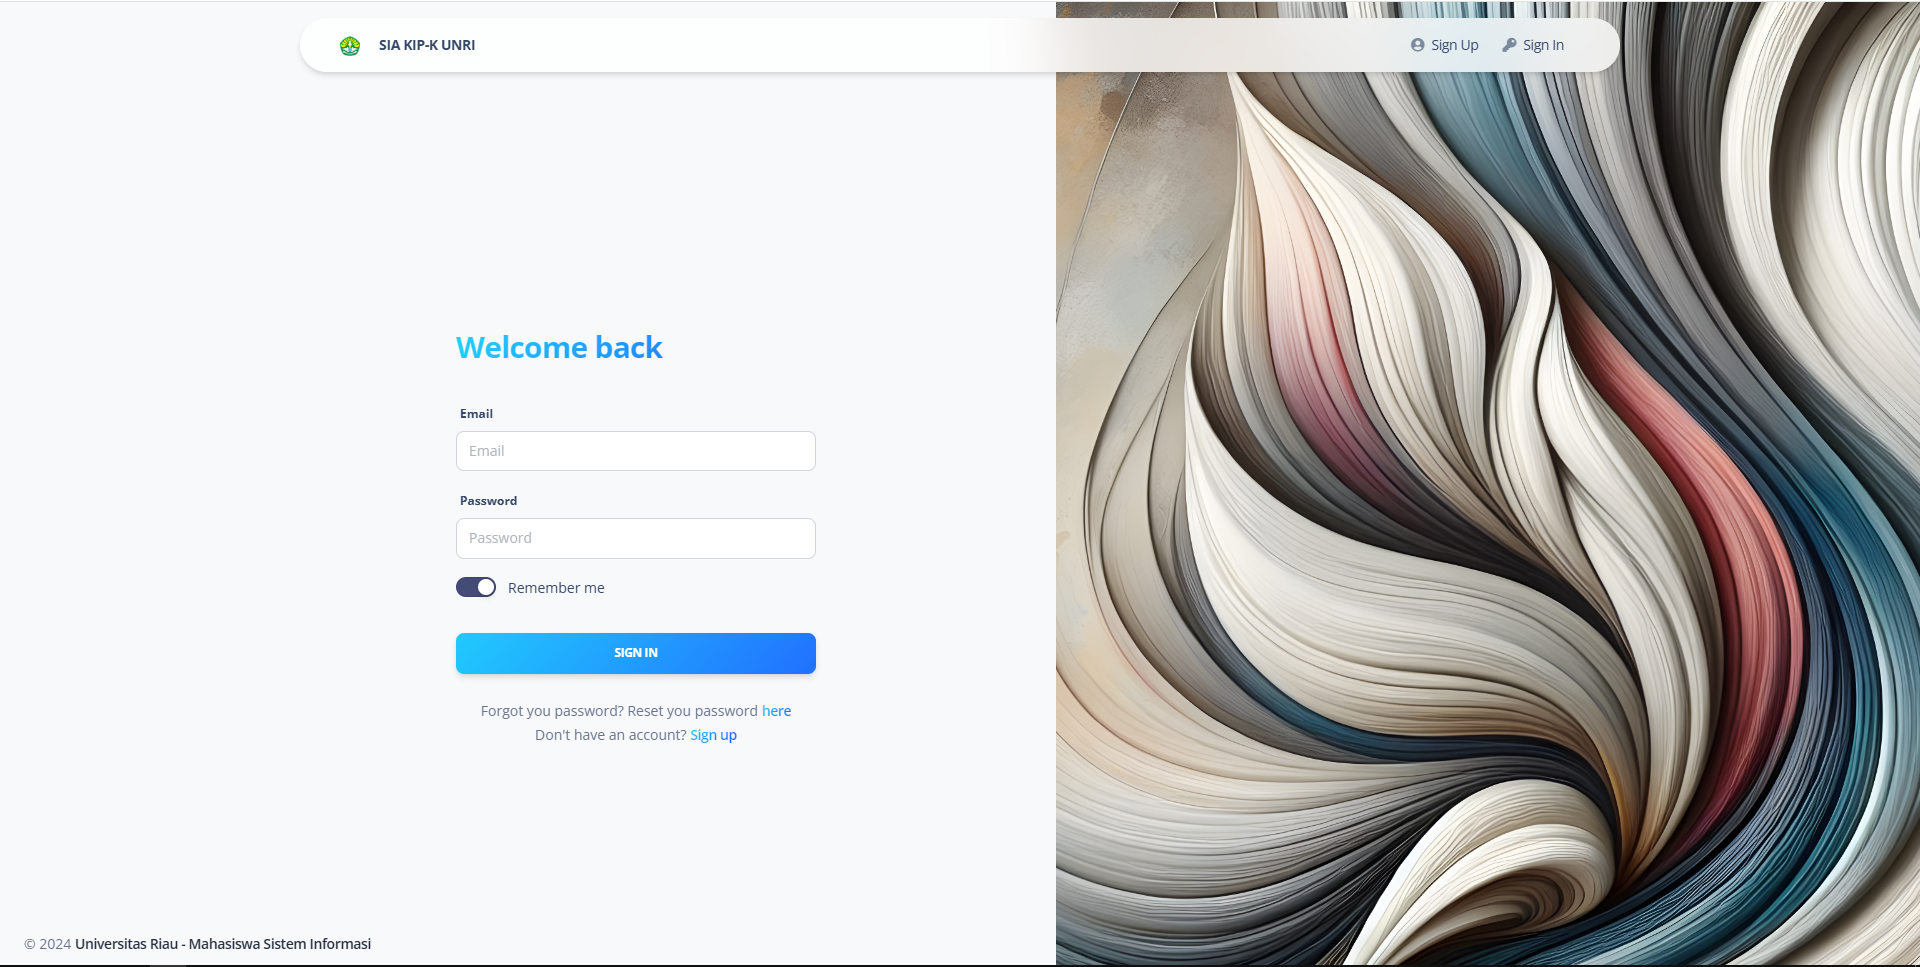 SIA KIP-K UNRI
Sign Up
Sign In
Welcome back
Email
Email
Password
Password
Remember me
SIGN IN
Forgot you password? Reset you password here
Don't have an account? Sign up
© 2024 Universitas Riau - Mahasiswa Sistem Informasi